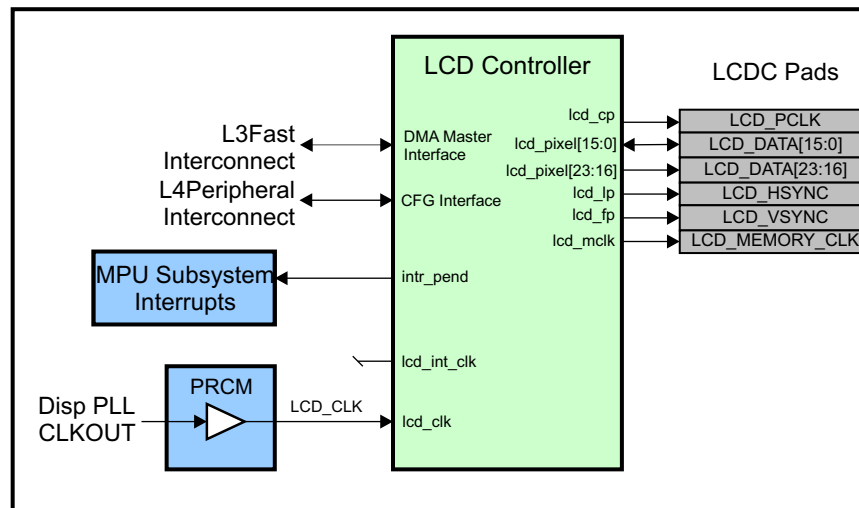 LCD Controller
LCDC Pads
L3Fast
Interconnect
L4Peripheral
Interconnect
DMA Master
Interface
CFG Interface
MPU Subsystem
Interrupts
intr_pend
lcd_int_clk
PRCM
Disp PLL
CLKOUT
LCD_CLK
lcd_clk
lcd_cp
lcd_pixel[15:0]
lcd_pixel[23:16]
lcd_lp
lcd_fp
lcd_mclk
LCD_PCLK
LCD_DATA[15:0]
LCD_DATA[23:16]
LCD_HSYNC
LCD_VSYNC
LCD_MEMORY_CLK